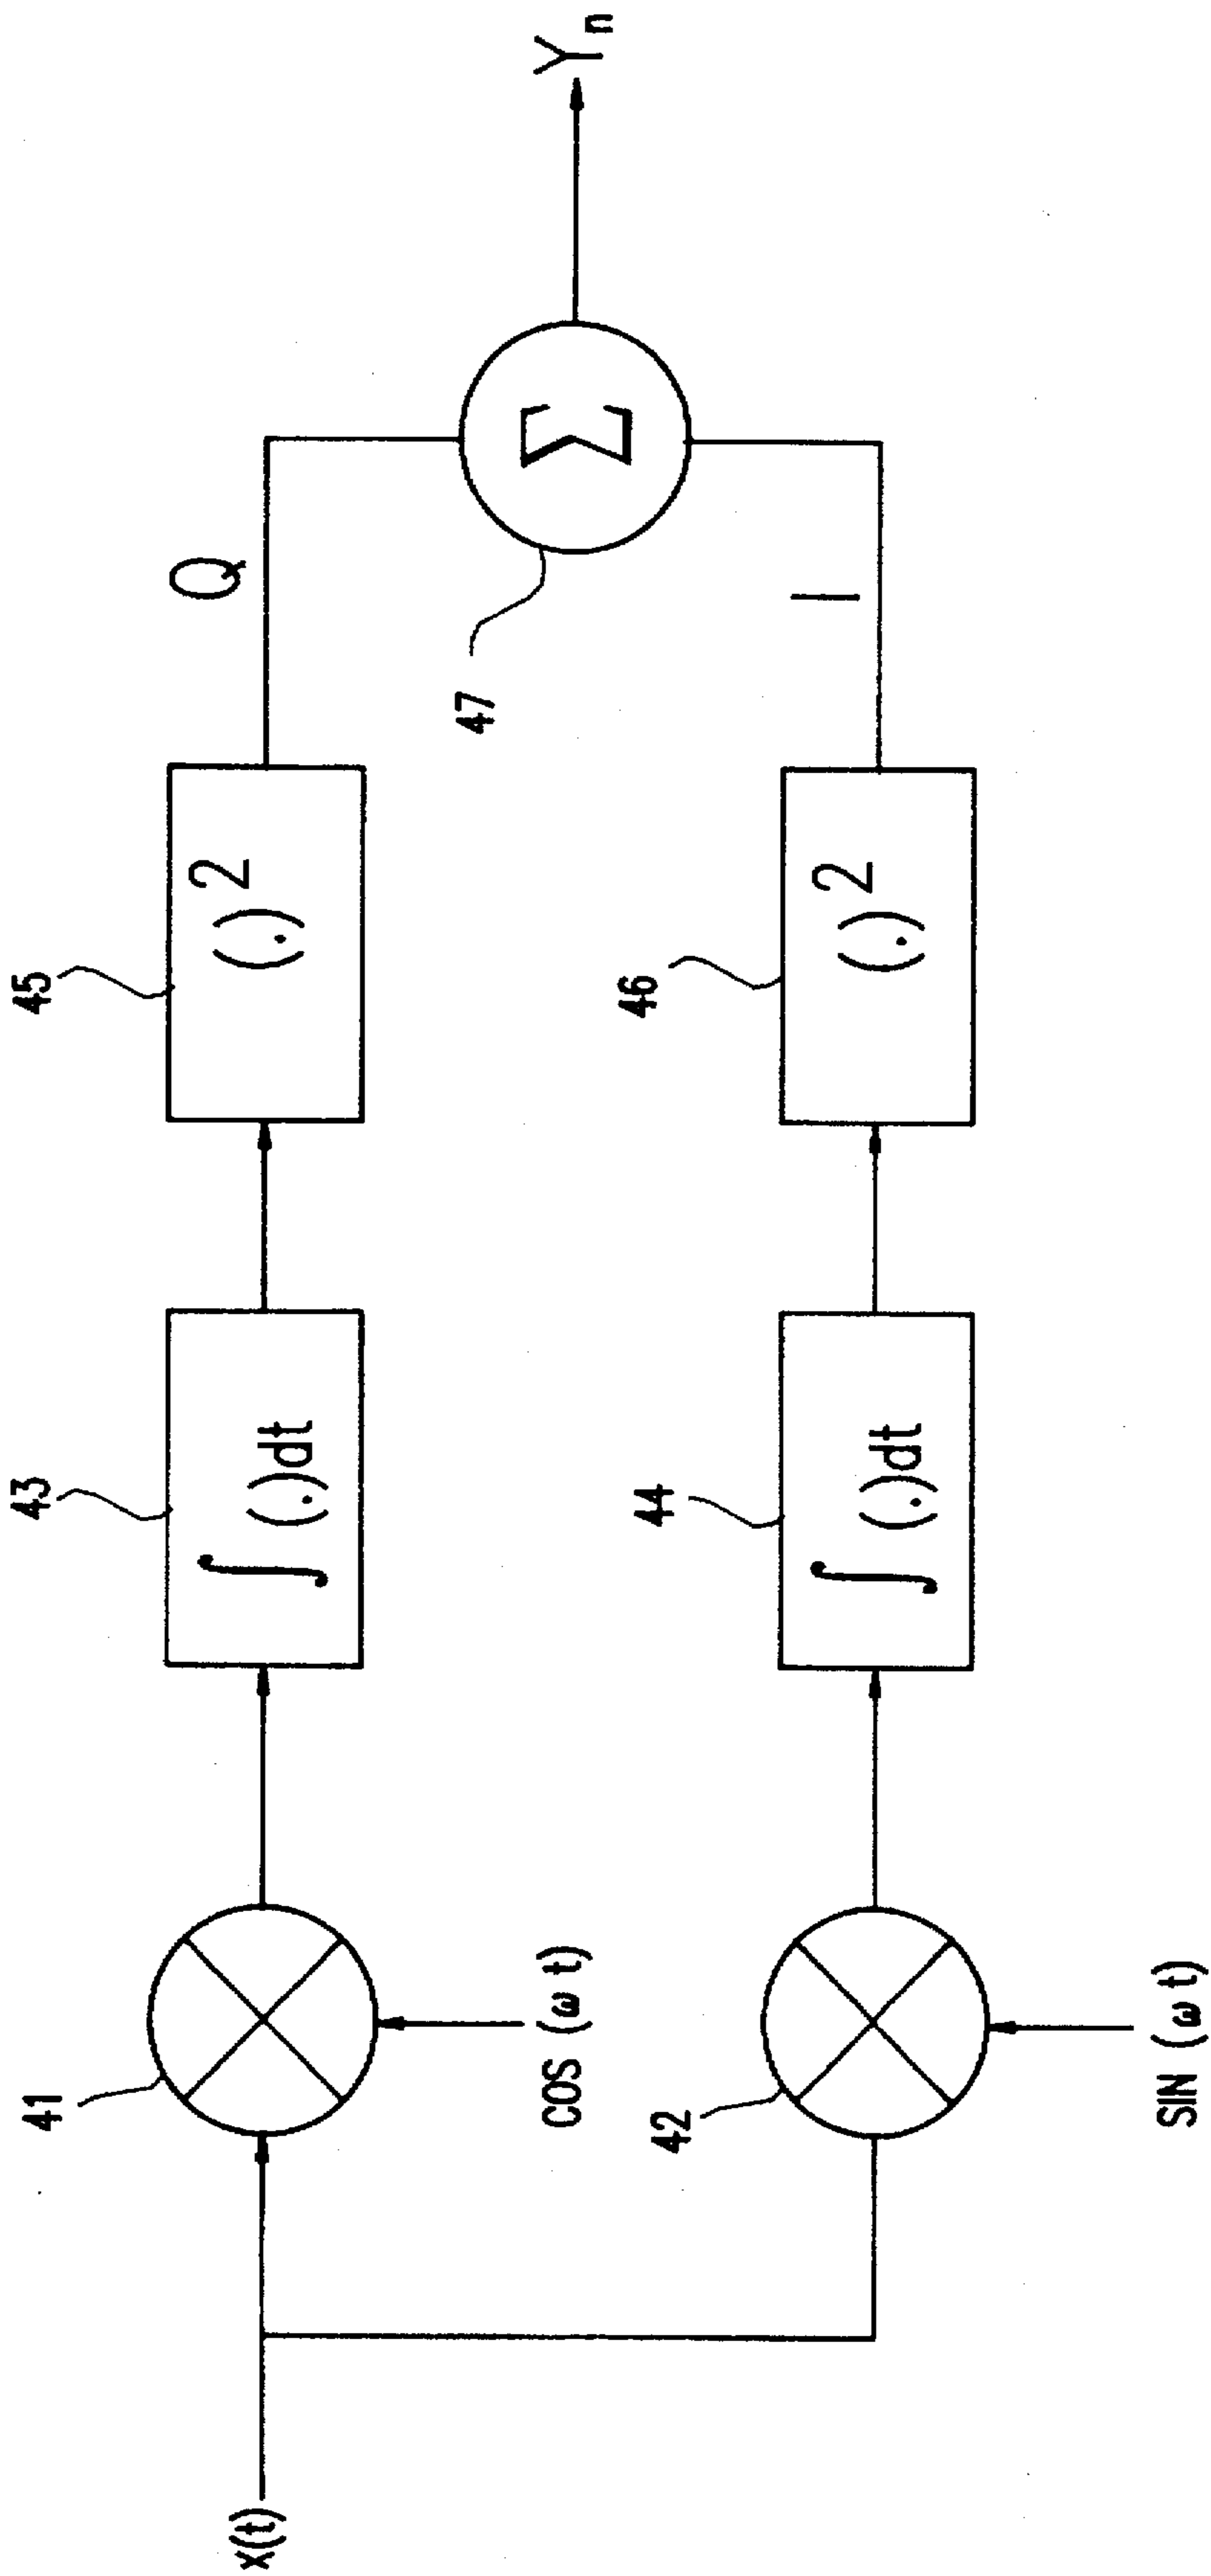 x(t)
41
COS (ω t)
43
∫ (.)dt
45
(.)²
Q
47
Σ
Yₙ
42
SIN (ω t)
44
∫ (.)dt
46
(.)²
I